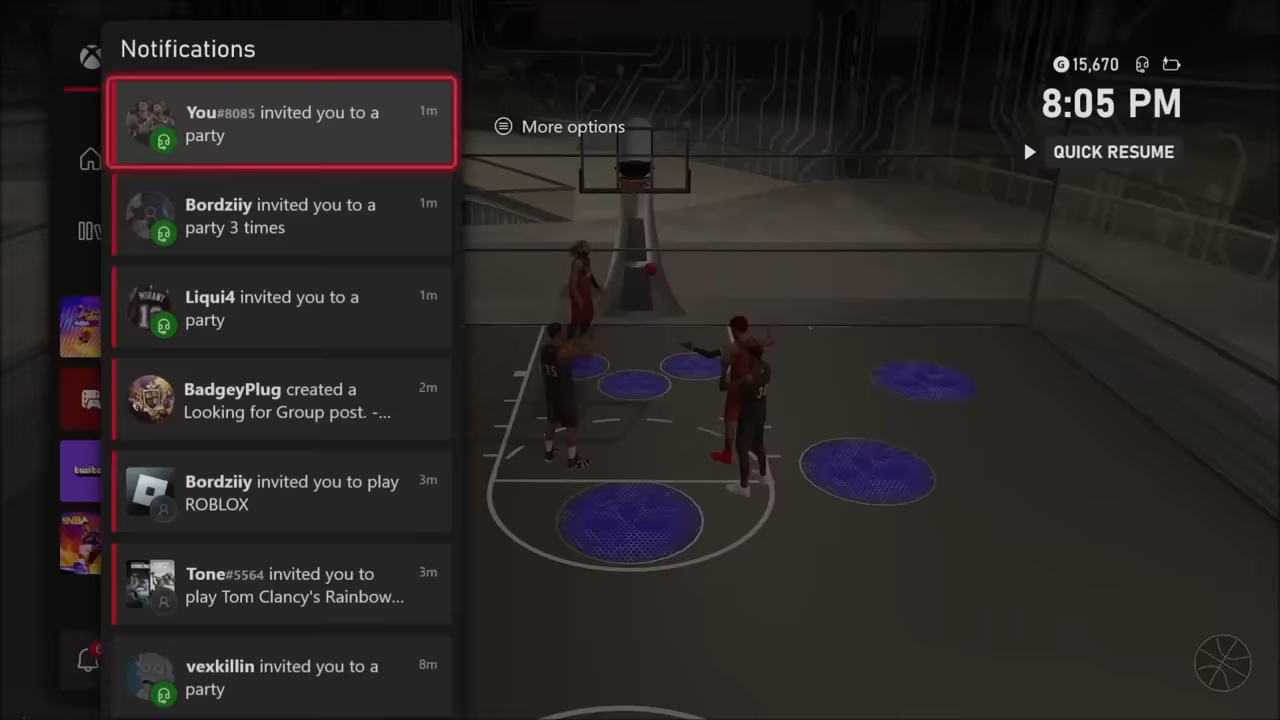 Notifications
You#8085 invited you to a
party
1m
Bordziiy invited you to a
party 3 times
1m
Liqui4 invited you to a
party
1m
BadgeyPlug created a
Looking for Group post. -...
2m
Bordziiy invited you to play
ROBLOX
3m
Tone#5564 invited you to
play Tom Clancy's Rainbow...
3m
vexkillin invited you to a
party
8m
More options
G 15,670
8:05 PM
QUICK RESUME